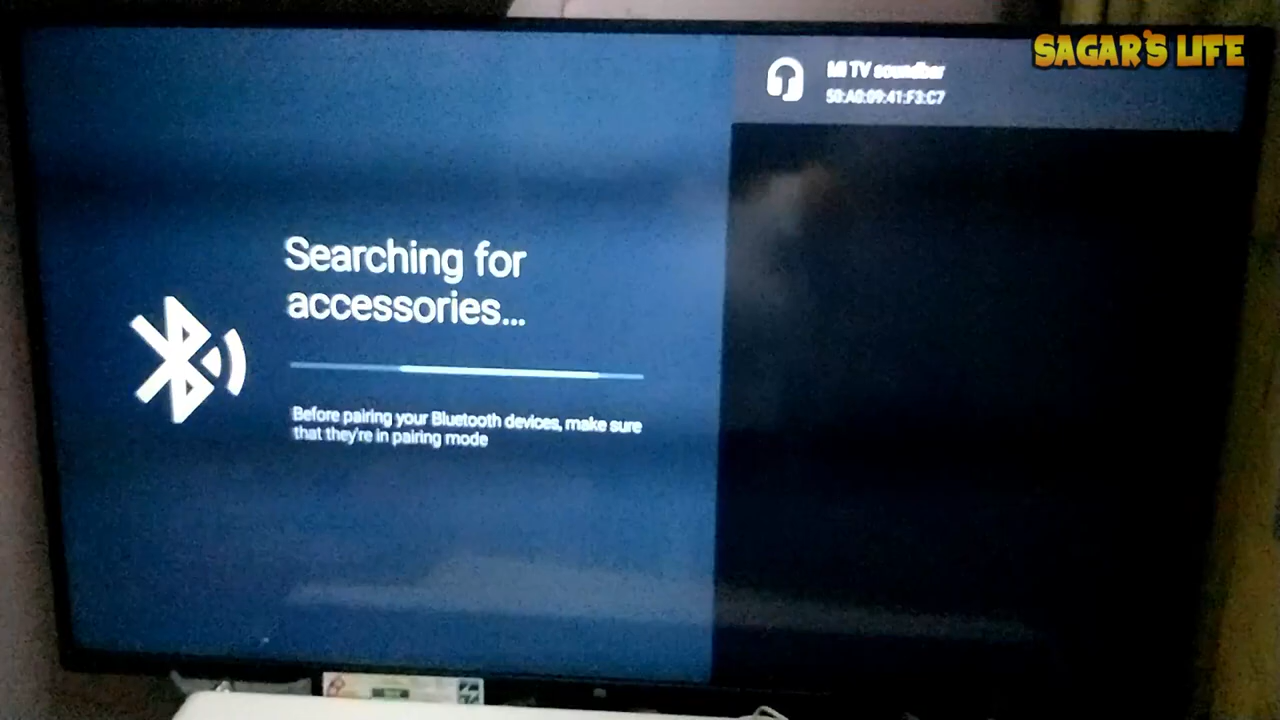 SAGAR'S LIFE
Mi TV soundbar
50:A0:09:41:F3:C7
Searching for
accessories...
Before pairing your Bluetooth devices, make sure
that they're in pairing mode